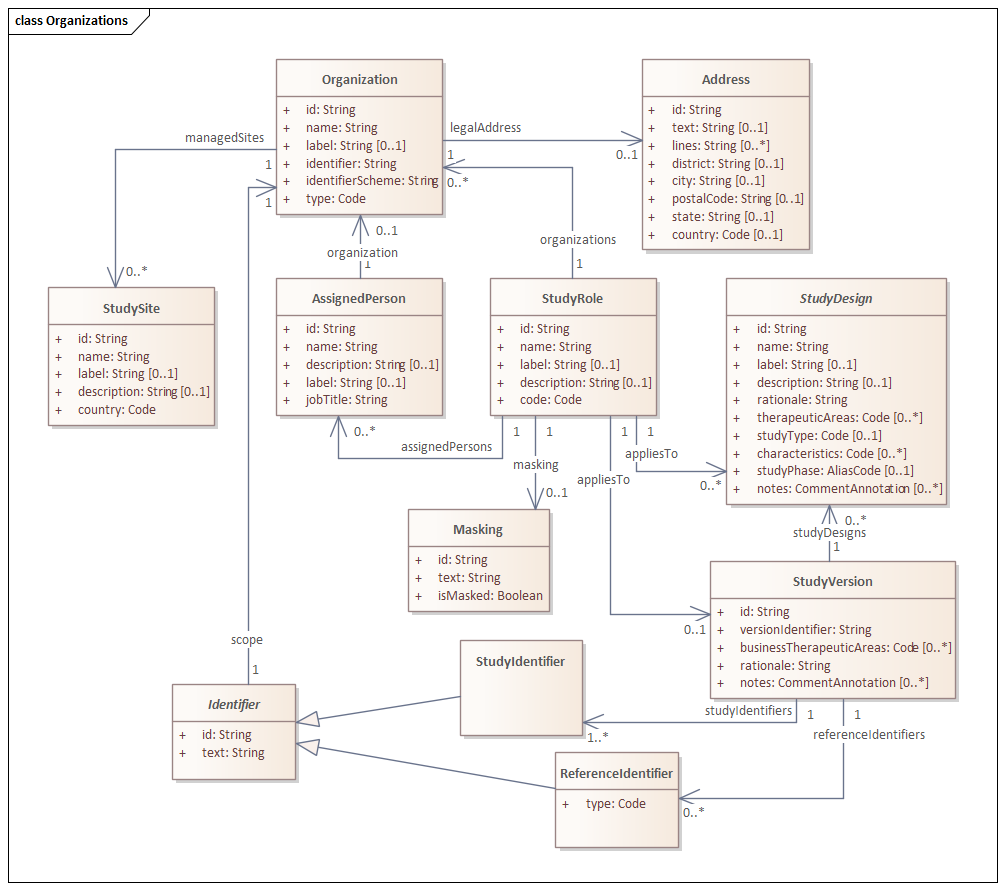 class Organizations
Organization
+ id: String
+ name: String
+ label: String [0..1]
+ identifier: String
+ identifierScheme: String
+ type: Code
Address
+ id: String
+ text: String [0..1]
+ lines: String [0..*]
+ district: String [0..1]
+ city: String [0..1]
+ postalCode: String [0..1]
+ state: String [0..1]
+ country: Code [0..1]
managedSites
1
0..*
legalAddress
1
0..1
0..*
organizations
1
1
0..1
organization
1
StudySite
+ id: String
+ name: String
+ label: String [0..1]
+ description: String [0..1]
+ country: Code
AssignedPerson
+ id: String
+ name: String
+ description: String [0..1]
+ label: String [0..1]
+ jobTitle: String
StudyRole
+ id: String
+ name: String
+ label: String [0..1]
+ description: String [0..1]
+ code: Code
StudyDesign
+ id: String
+ name: String
+ label: String [0..1]
+ description: String [0..1]
+ rationale: String
+ therapeuticAreas: Code [0..*]
+ studyType: Code [0..1]
+ characteristics: Code [0..*]
+ studyPhase: AliasCode [0..1]
+ notes: CommentAnnotation [0..*]
0..*
assignedPersons
1
1
masking
0..1
1
appliesTo
0..1
1
appliesTo
0..*
Masking
+ id: String
+ text: String
+ isMasked: Boolean
0..*
studyDesigns
1
StudyVersion
+ id: String
+ versionIdentifier: String
+ businessTherapeuticAreas: Code [0..*]
+ rationale: String
+ notes: CommentAnnotation [0..*]
scope
1
Identifier
+ id: String
+ text: String
StudyIdentifier
studyIdentifiers
1
1..*
1
referenceIdentifiers
0..*
ReferenceIdentifier
+ type: Code